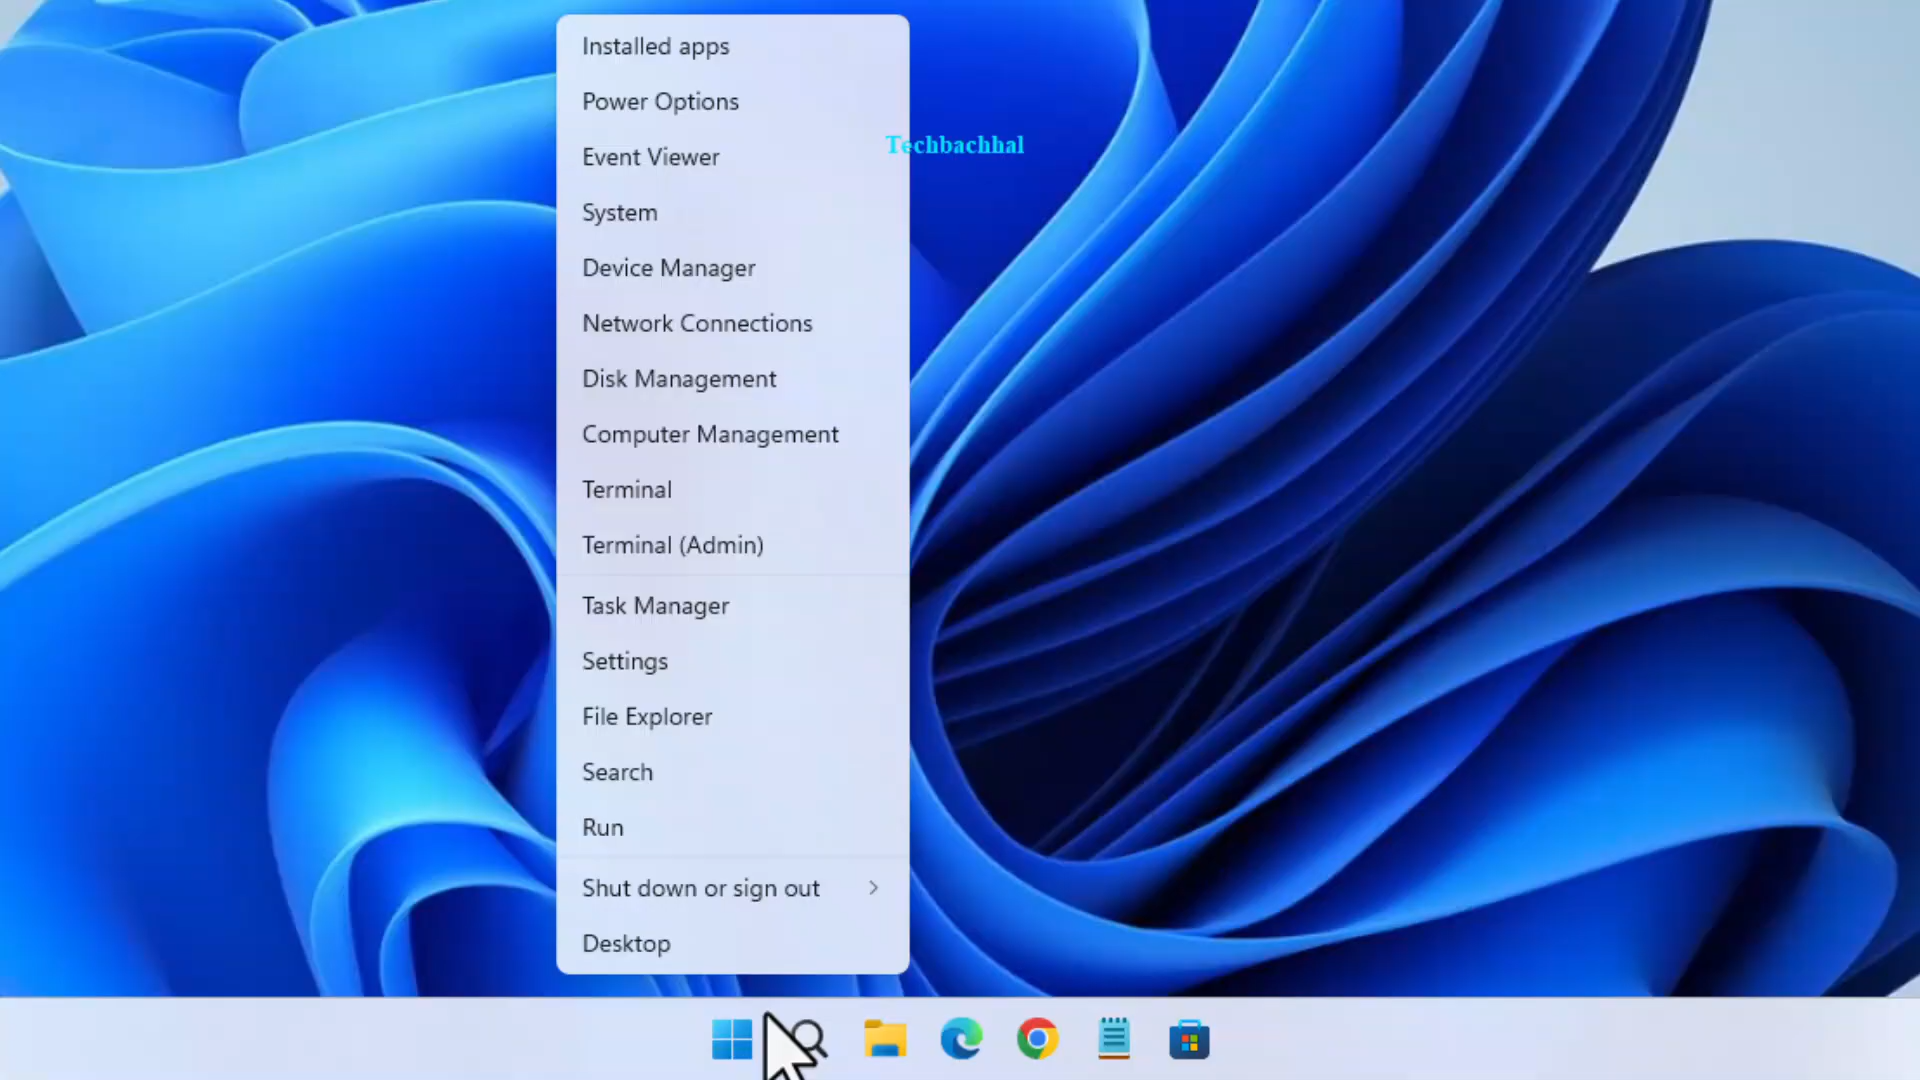 Installed apps
Power Options
Techbachhal
Event Viewer
System
Device Manager
Network Connections
Disk Management
Computer Management
Terminal
Terminal (Admin)
Task Manager
Settings
File Explorer
Search
Run
Shut down or sign out
Desktop